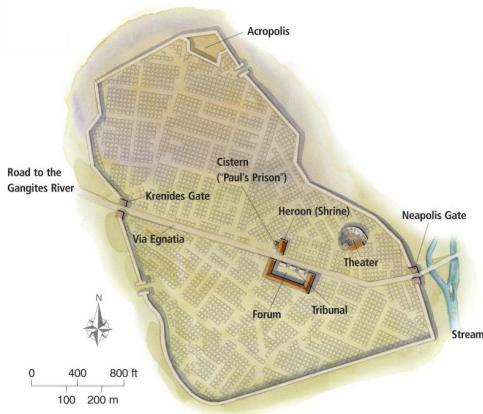 Acropolis
Cistern
("Paul's Prison")
Road to the
Gangites River
Krenides Gate
Heroon (Shrine)
Neapolis Gate
Via Egnatia
Theater
Forum
Tribunal
Stream
N
0 400 800 ft
100 200 m